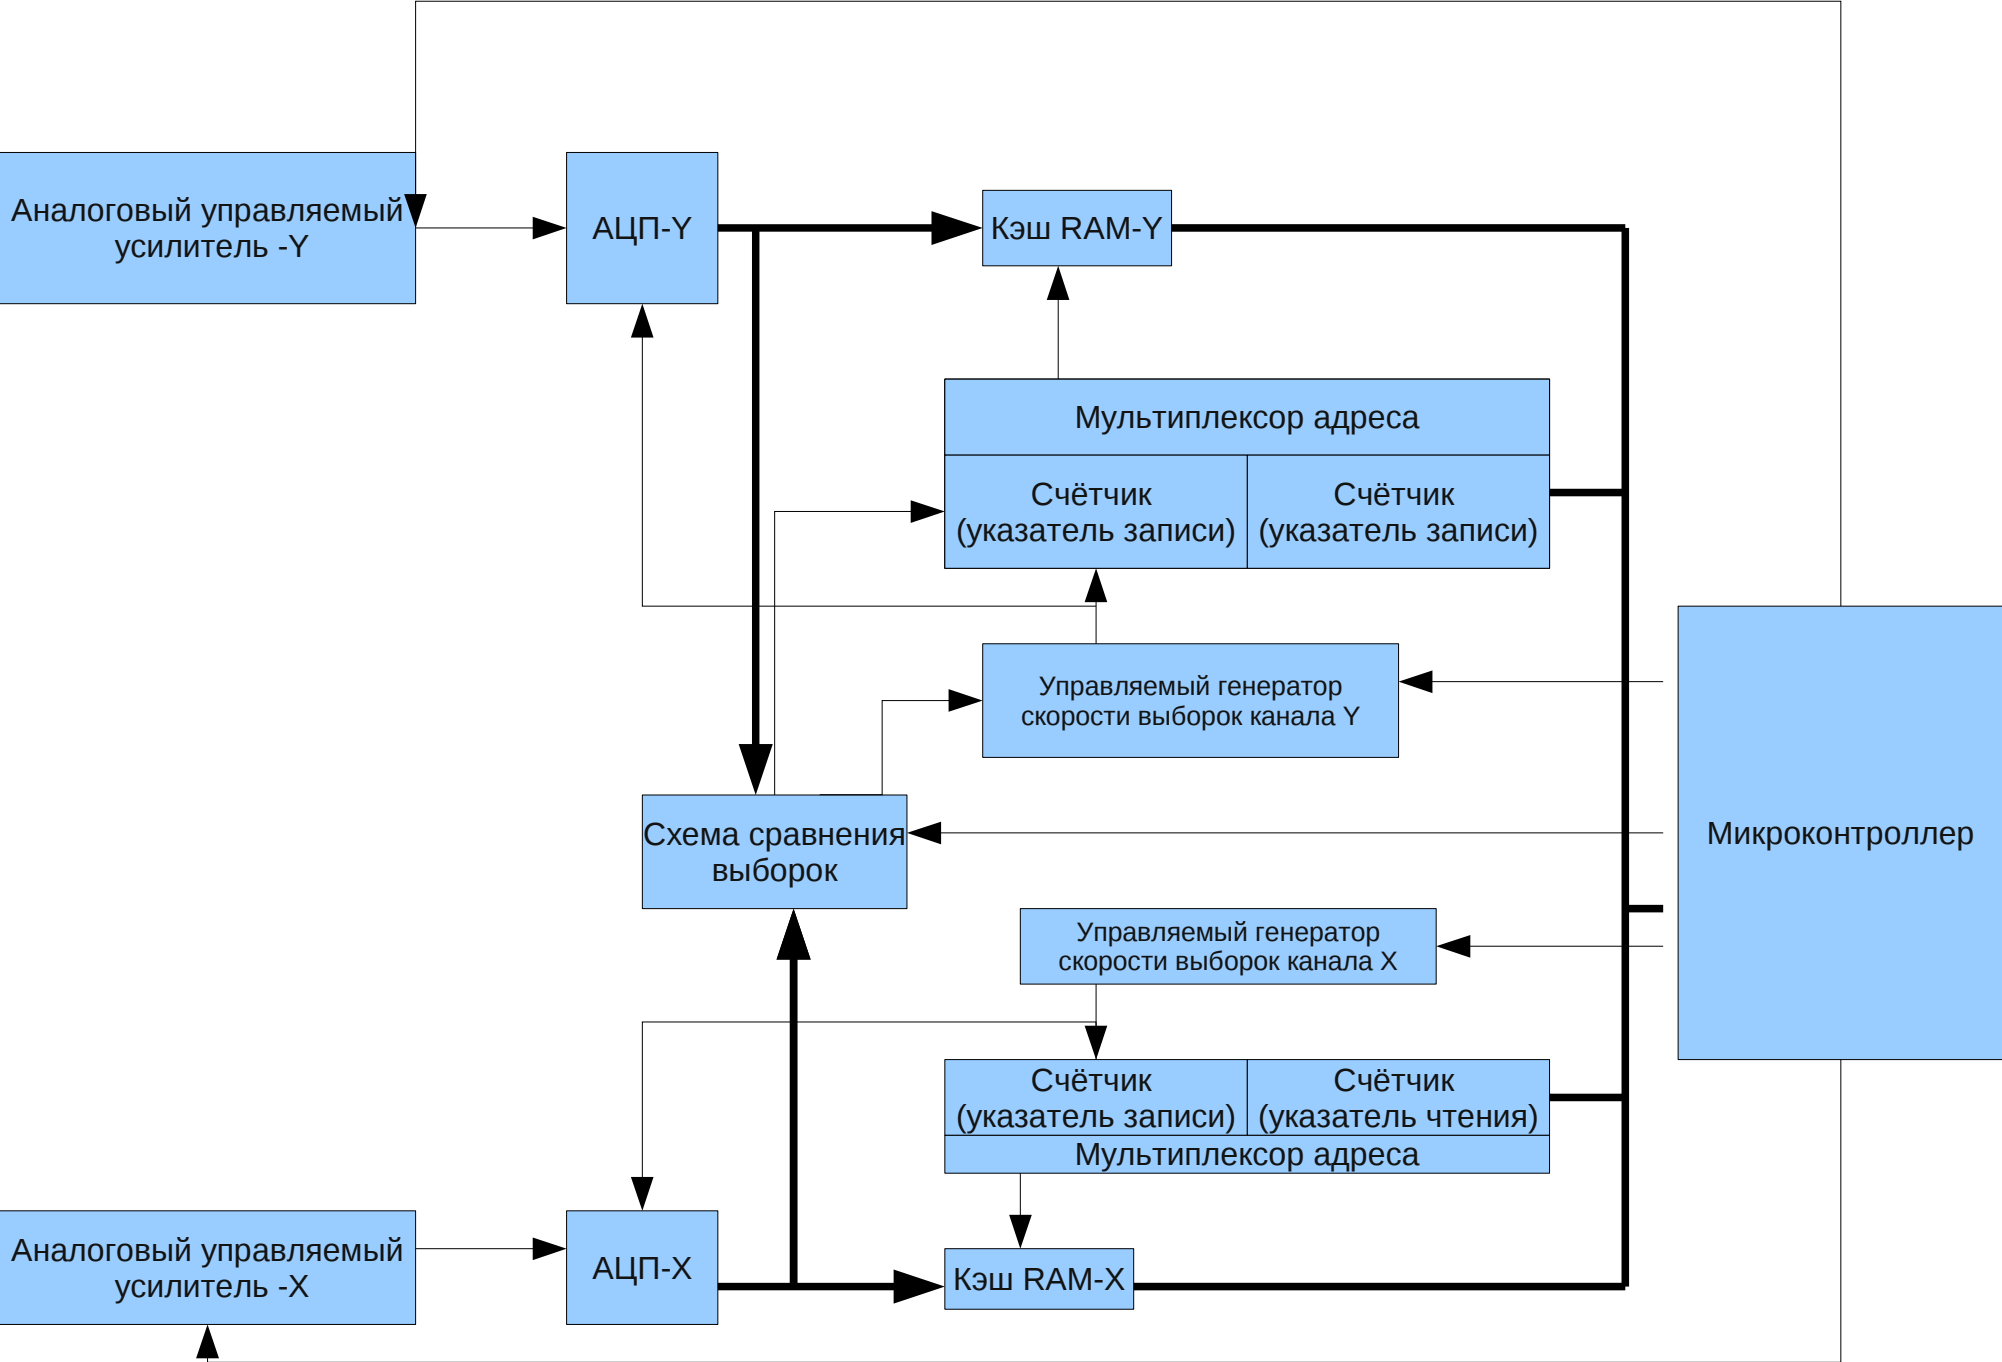 Аналоговый управляемый
усилитель -Y
АЦП-Y
Кэш RAM-Y
Мультиплексор адреса
Счётчик
(указатель записи)
Счётчик
(указатель записи)
Управляемый генератор
скорости выборок канала Y
Схема сравнения
выборок
Микроконтроллер
Управляемый генератор
скорости выборок канала X
Счётчик
(указатель записи)
Счётчик
(указатель чтения)
Мультиплексор адреса
Аналоговый управляемый
усилитель -X
АЦП-X
Кэш RAM-X